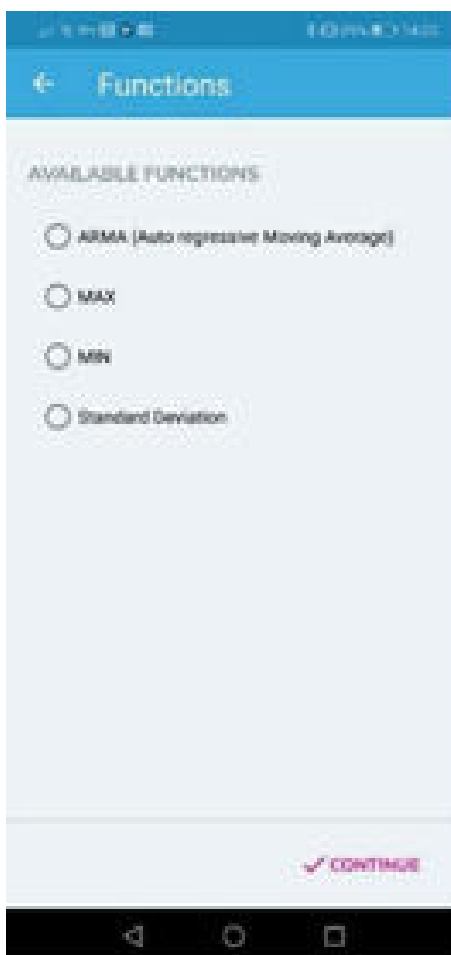 Functions
AVAILABLE FUNCTIONS
ARMA (Auto regressive Moving Average)
MAX
MIN
Standard Deviation
CONTINUE